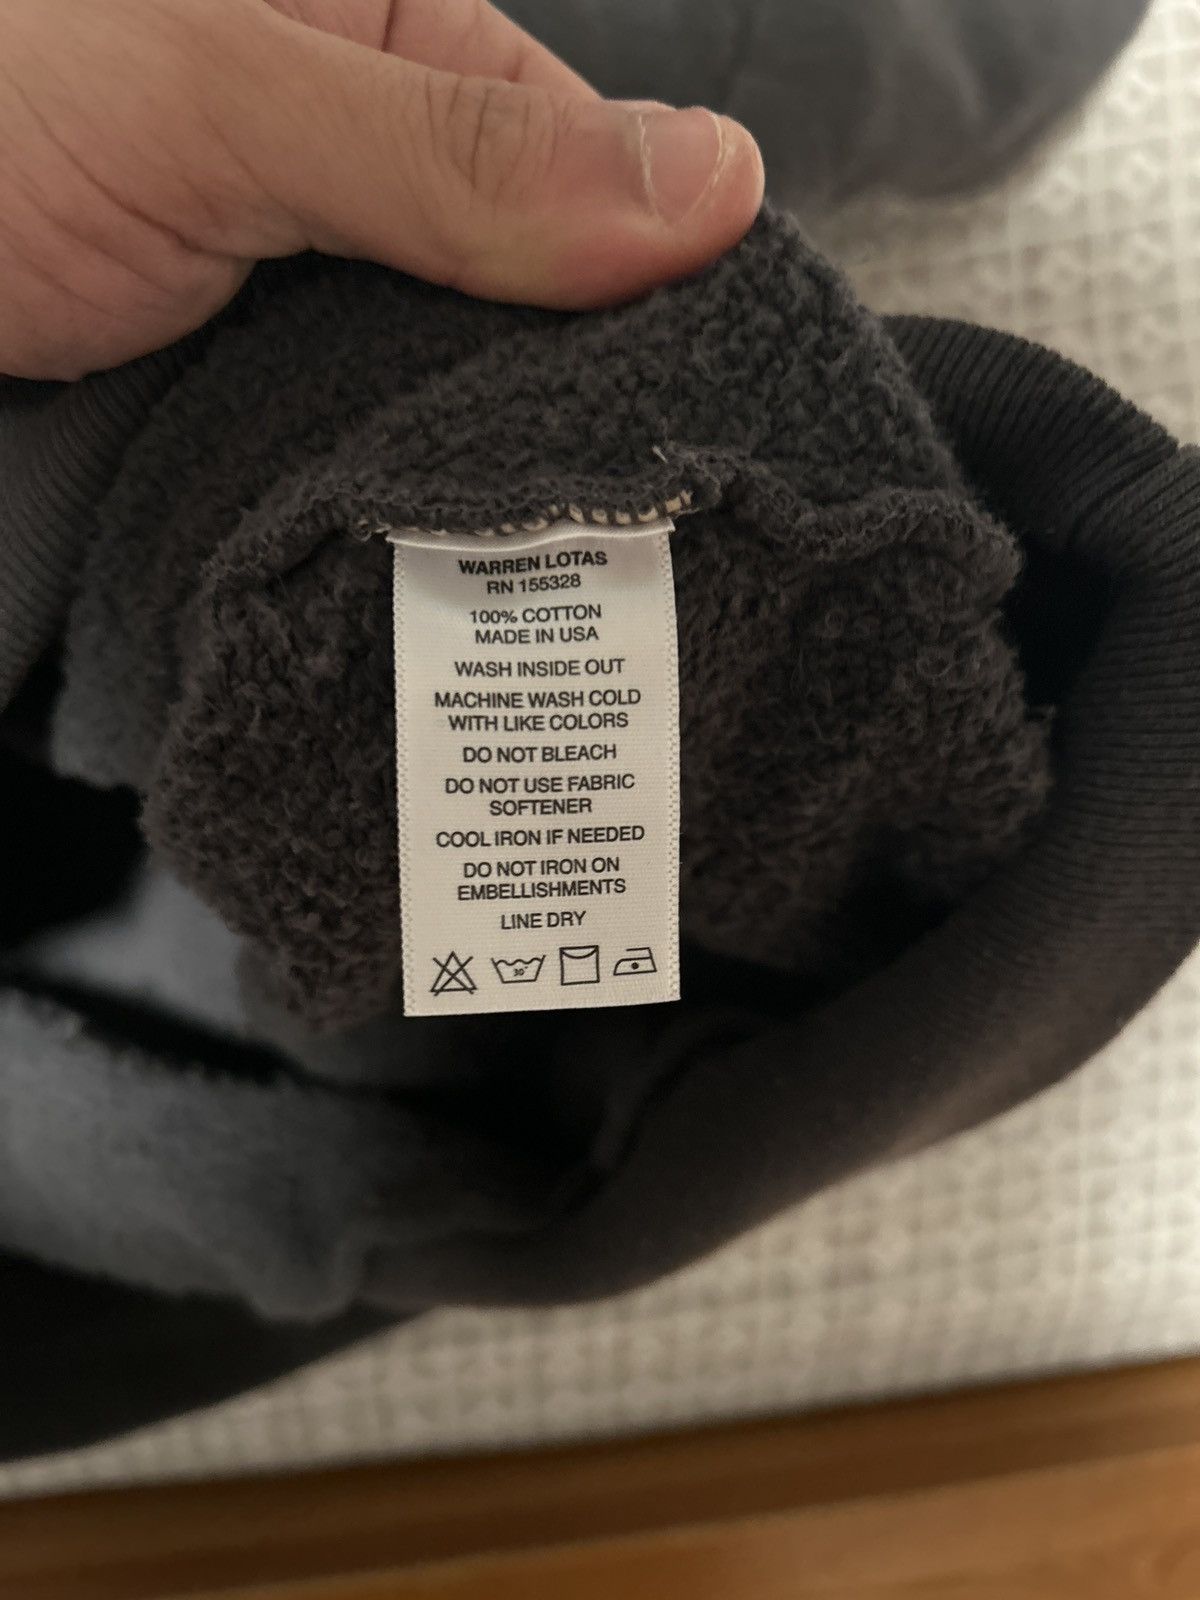 WARREN LOTAS
RN 155328
100% COTTON
MADE IN USA
WASH INSIDE OUT
MACHINE WASH COLD
WITH LIKE COLORS
DO NOT BLEACH
DO NOT USE FABRIC
SOFTENER
COOL IRON IF NEEDED
DO NOT IRON ON
EMBELLISHMENTS
LINE DRY
30°